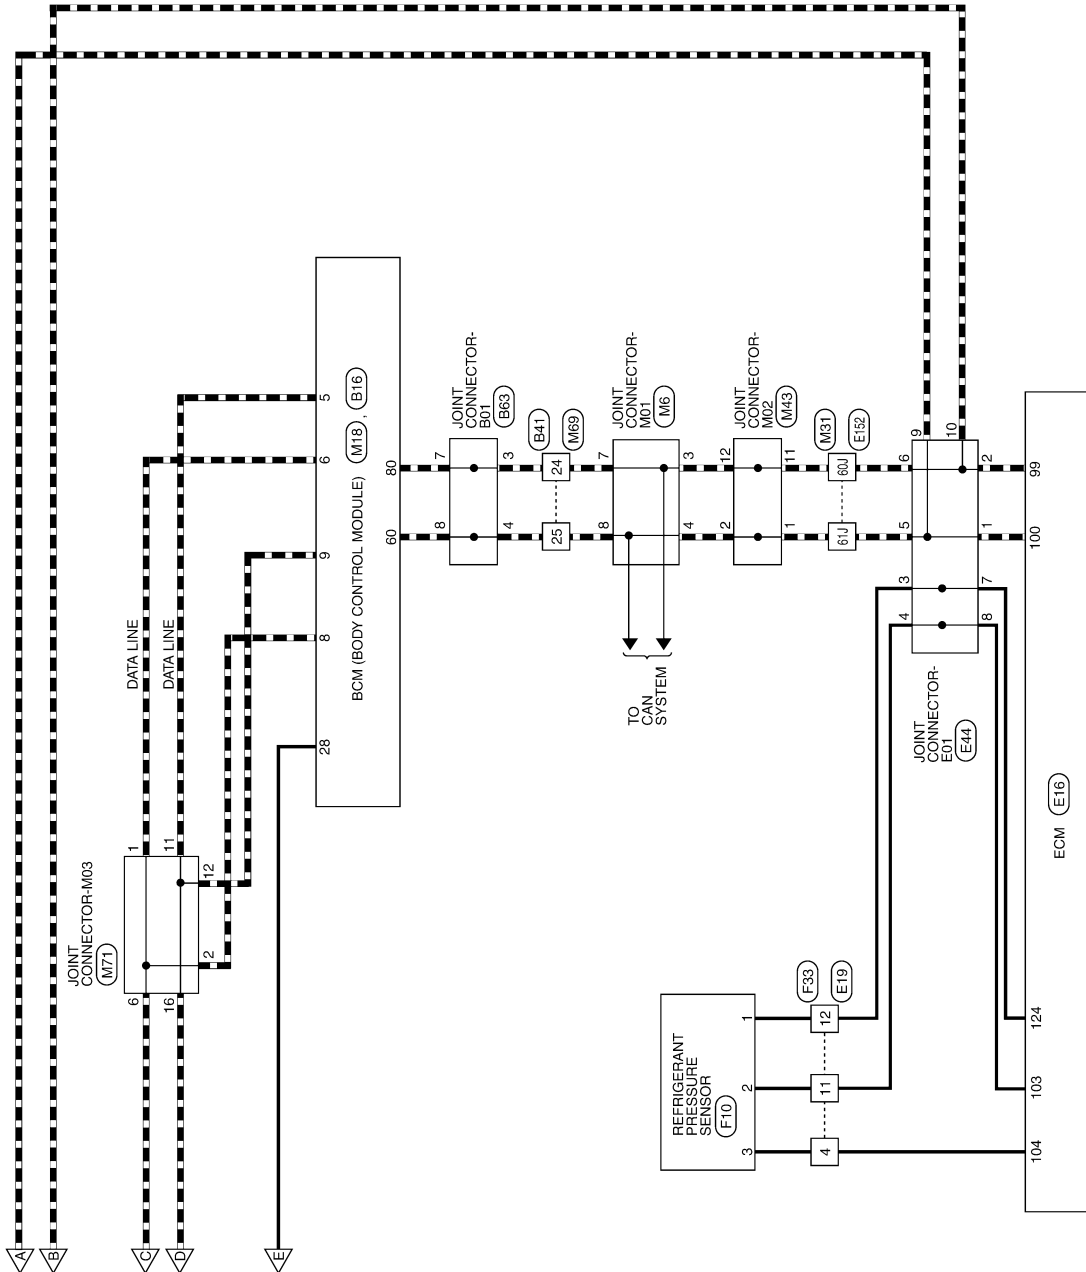 A
B
C
D
E
JOINT
CONNECTOR-M03
M71
6
16
1
11
2
12
DATA LINE
DATA LINE
28
8
9
6
5
BCM (BODY CONTROL MODULE)
M18 , B16
60
80
8
7
JOINT
CONNECTOR-
B01
B63
4
3
25
24
B41
M69
8
7
JOINT
CONNECTOR-
M01
M6
TO
CAN
SYSTEM
4
3
2
12
JOINT
CONNECTOR-
M02
M43
1
11
61J
60J
M31
E152
4
3
5
6
9
10
JOINT
CONNECTOR-
E01
E44
8
7
1
2
REFRIGERANT
PRESSURE
SENSOR
F10
3
2
1
4
11
12
F33
E19
104
103
124
100
99
ECM
E16